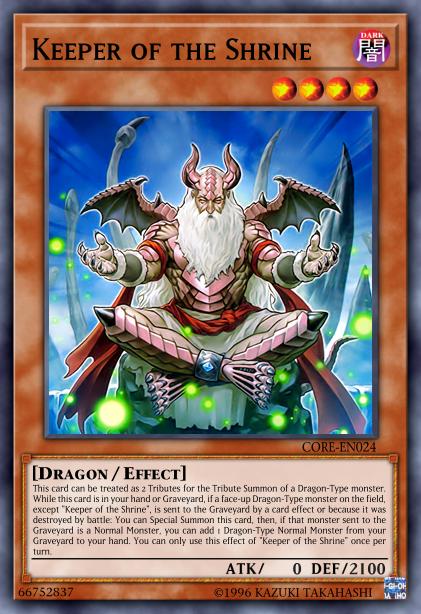 Keeper of the Shrine
DARK
闇
CORE-EN024
[Dragon / Effect]
This card can be treated as 2 Tributes for the Tribute Summon of a Dragon-Type monster.
While this card is in your hand or Graveyard, if a face-up Dragon-Type monster on the field,
except "Keeper of the Shrine", is sent to the Graveyard by a card effect or because it was
destroyed by battle: You can Special Summon this card, then, if that monster sent to the
Graveyard is a Normal Monster, you can add 1 Dragon-Type Normal Monster from your
Graveyard to your hand. You can only use this effect of "Keeper of the Shrine" once per
turn.
ATK/ 0 DEF/2100
66752837 ©1996 KAZUKI TAKAHASHI